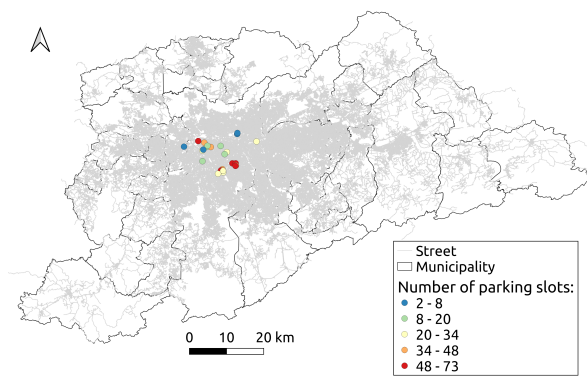 Street
Municipality
Number of parking slots:
2 - 8
8 - 20
20 - 34
34 - 48
48 - 73
0 10 20 km